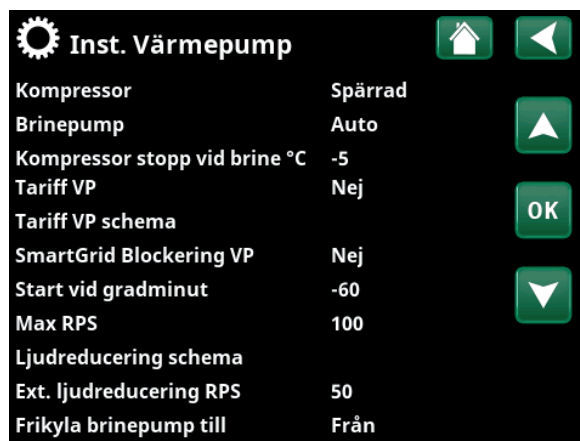 Inst. Värmepump
Kompressor Spärrad
Brinepump Auto
Kompressor stopp vid brine °C -5
Tariff VP Nej
Tariff VP schema
OK
SmartGrid Blockering VP Nej
Start vid gradminut -60
Max RPS 100
Ljudreducering schema
Ext. ljudreducering RPS 50
Frikyla brinepump till Från